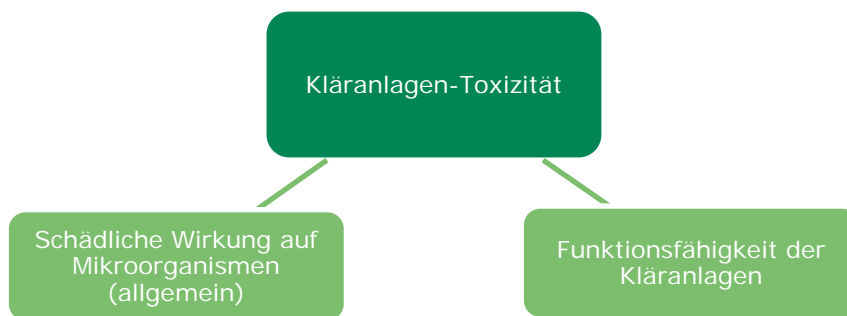 Kläranlagen-Toxizität
Schädliche Wirkung auf
Mikroorganismen
(allgemein)
Funktionsfähigkeit der
Kläranlagen